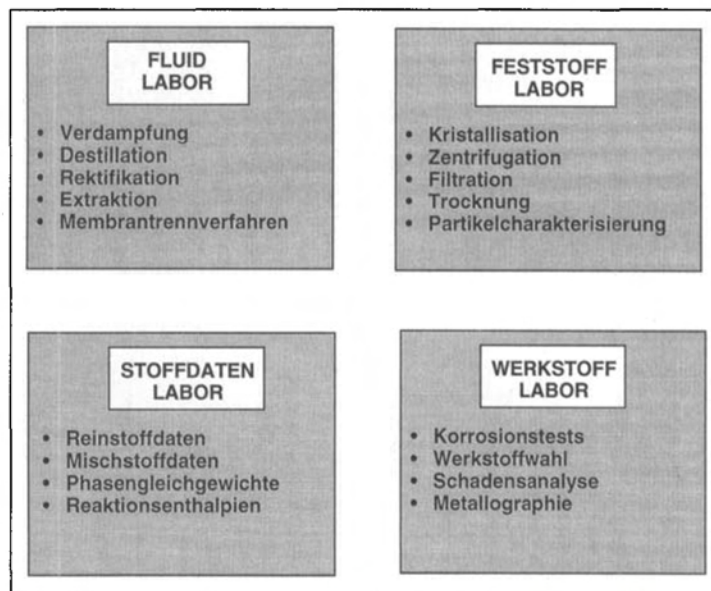 FLUID
LABOR
• Verdampfung
• Destillation
• Rektifikation
• Extraktion
• Membrantrennverfahren
FESTSTOFF
LABOR
• Kristallisation
• Zentrifugation
• Filtration
• Trocknung
• Partikelcharakterisierung
STOFFDATEN
LABOR
• Reinstoffdaten
• Mischstoffdaten
• Phasengleichgewichte
• Reaktionsenthalpien
WERKSTOFF
LABOR
• Korrosionstests
• Werkstoffwahl
• Schadensanalyse
• Metallographie